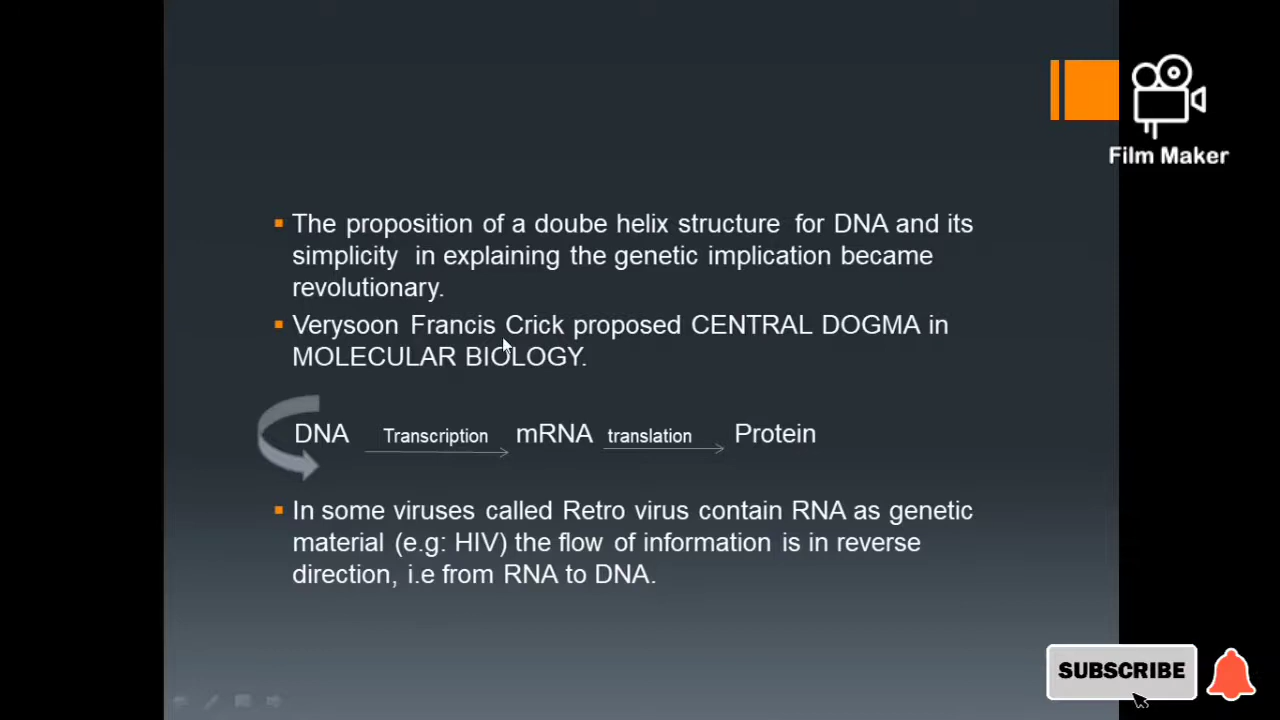 Film Maker
The proposition of a doube helix structure for DNA and its
simplicity in explaining the genetic implication became
revolutionary.
Verysoon Francis Crick proposed CENTRAL DOGMA in
MOLECULAR BIOLOGY.
DNA Transcription mRNA translation Protein
In some viruses called Retro virus contain RNA as genetic
material (e.g: HIV) the flow of information is in reverse
direction, i.e from RNA to DNA.
SUBSCRIBE